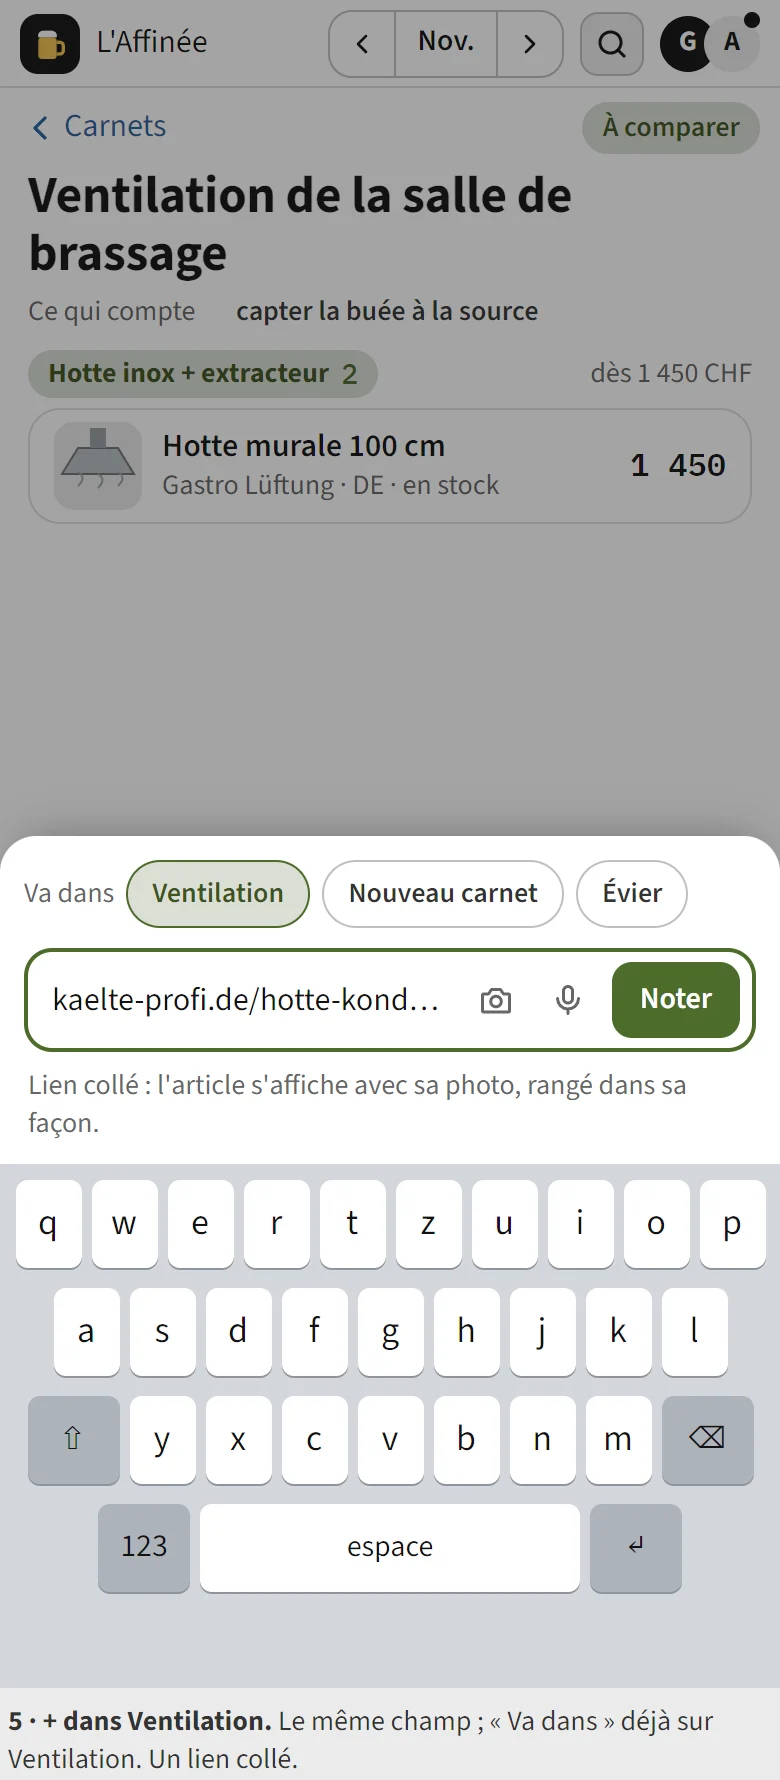 L'Affinée
Nov.
G
A
Carnets
À comparer
Ventilation de la salle de
brassage
Ce qui compte capter la buée à la source
Hotte inox + extracteur 2
dès 1 450 CHF
Hotte murale 100 cm
Gastro Lüftung · DE · en stock
1 450
Va dans
Ventilation
Nouveau carnet
Évier
kaelte-profi.de/hotte-kond…
Noter
Lien collé : l'article s'affiche avec sa photo, rangé dans sa
façon.
q w e r t z u i o p
a s d f g h j k l
⇧ y x c v b n m ⌫
123 espace ↲
5 · + dans Ventilation. Le même champ ; « Va dans » déjà sur
Ventilation. Un lien collé.